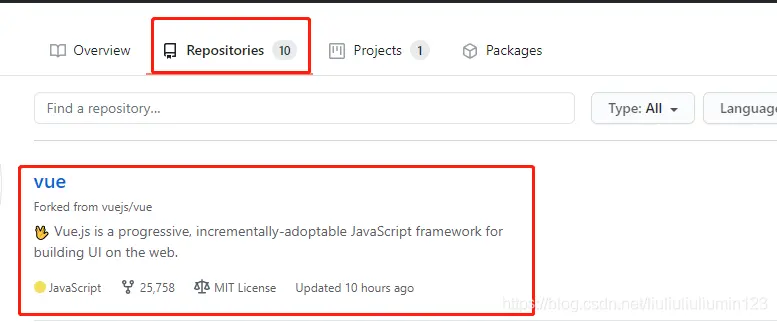 Overview Repositories 10 Projects 1 Packages
Find a repository... Type: All Languag
vue
Forked from vuejs/vue
🖖 Vue.js is a progressive, incrementally-adoptable JavaScript framework for
building UI on the web.
JavaScript 25,758 MIT License Updated 10 hours ago
https://blog.csdn.net/liuliuliuliumin123